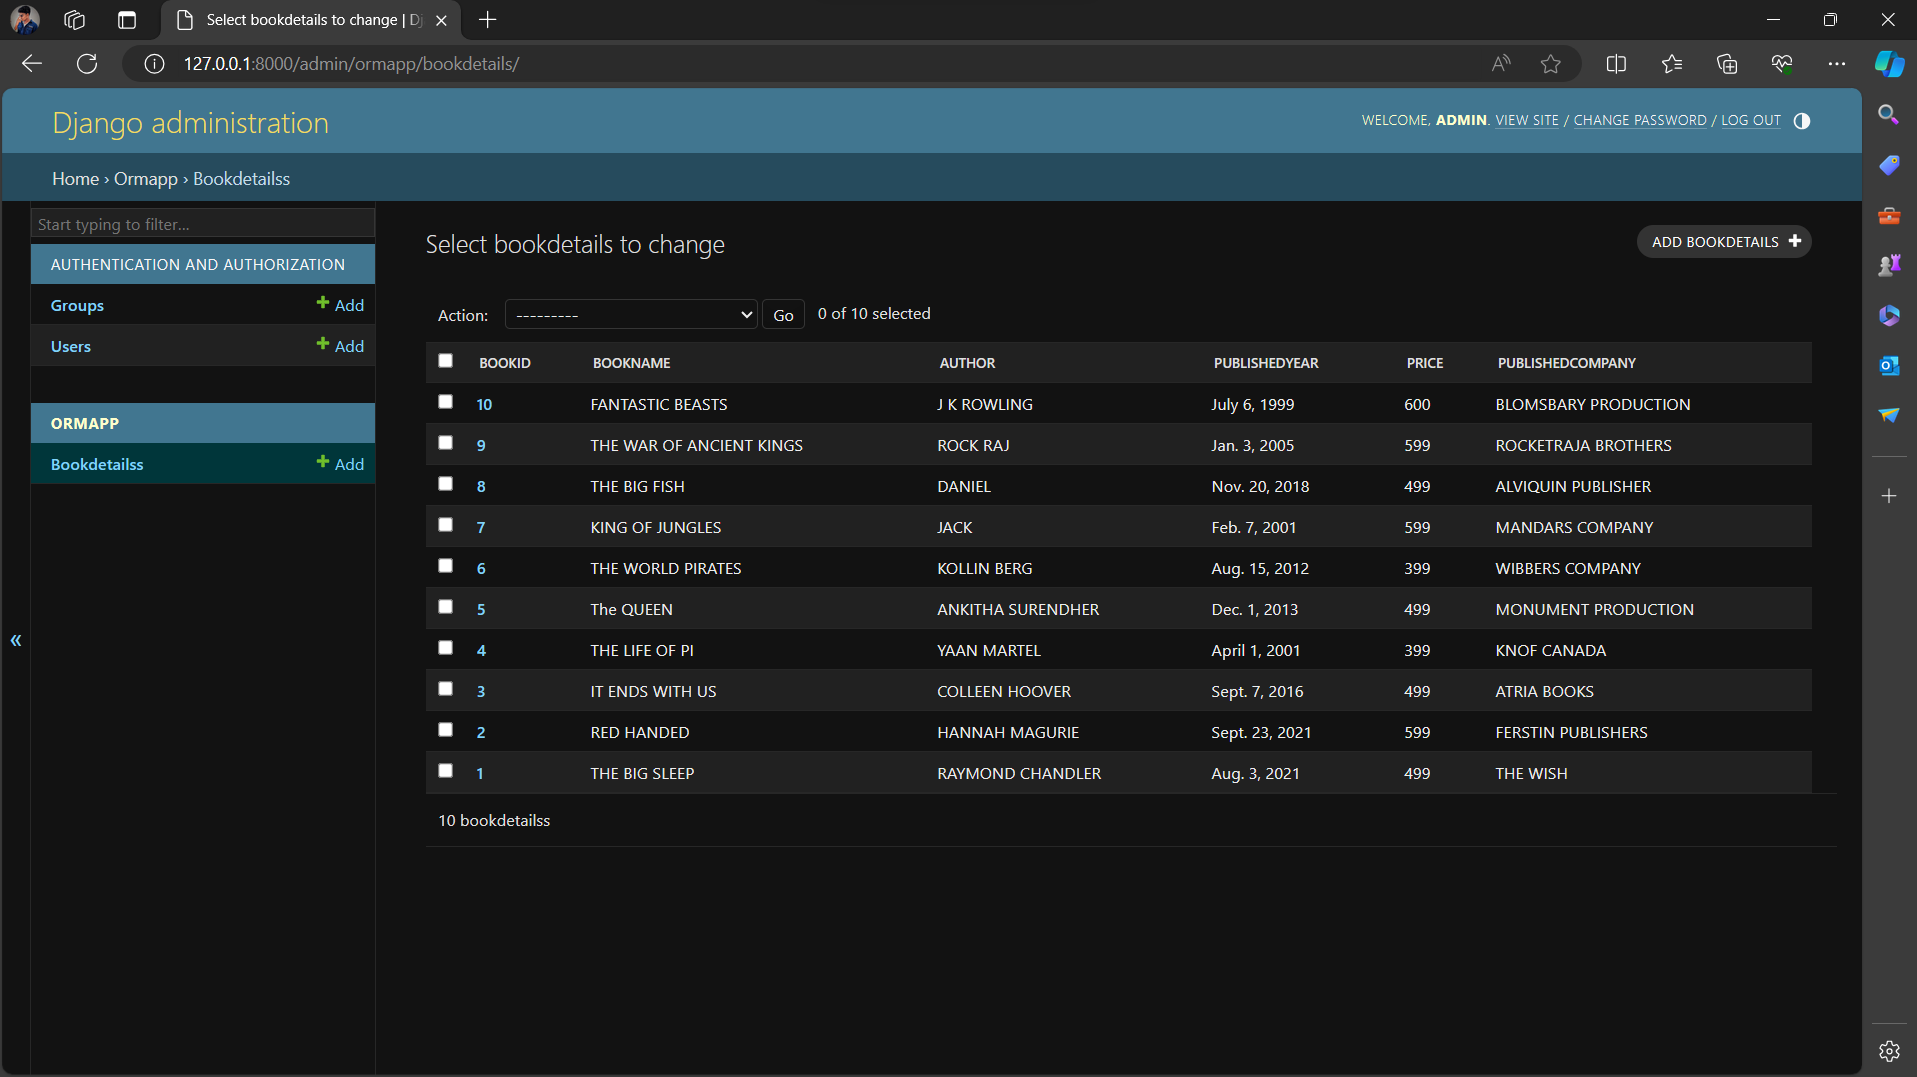 Select bookdetails to change | Dj
127.0.0.1:8000/admin/ormapp/bookdetails/
Django administration
WELCOME, ADMIN. VIEW SITE / CHANGE PASSWORD / LOG OUT
Home › Ormapp › Bookdetailss
Start typing to filter...
AUTHENTICATION AND AUTHORIZATION
Groups + Add
Users + Add
ORMAPP
Bookdetailss + Add
«
Select bookdetails to change
ADD BOOKDETAILS +
Action: --------- Go 0 of 10 selected
BOOKID BOOKNAME AUTHOR PUBLISHEDYEAR PRICE PUBLISHEDCOMPANY
10 FANTASTIC BEASTS J K ROWLING July 6, 1999 600 BLOMSBARY PRODUCTION
9 THE WAR OF ANCIENT KINGS ROCK RAJ Jan. 3, 2005 599 ROCKETRAJA BROTHERS
8 THE BIG FISH DANIEL Nov. 20, 2018 499 ALVIQUIN PUBLISHER
7 KING OF JUNGLES JACK Feb. 7, 2001 599 MANDARS COMPANY
6 THE WORLD PIRATES KOLLIN BERG Aug. 15, 2012 399 WIBBERS COMPANY
5 The QUEEN ANKITHA SURENDHER Dec. 1, 2013 499 MONUMENT PRODUCTION
4 THE LIFE OF PI YAAN MARTEL April 1, 2001 399 KNOF CANADA
3 IT ENDS WITH US COLLEEN HOOVER Sept. 7, 2016 499 ATRIA BOOKS
2 RED HANDED HANNAH MAGURIE Sept. 23, 2021 599 FERSTIN PUBLISHERS
1 THE BIG SLEEP RAYMOND CHANDLER Aug. 3, 2021 499 THE WISH
10 bookdetailss